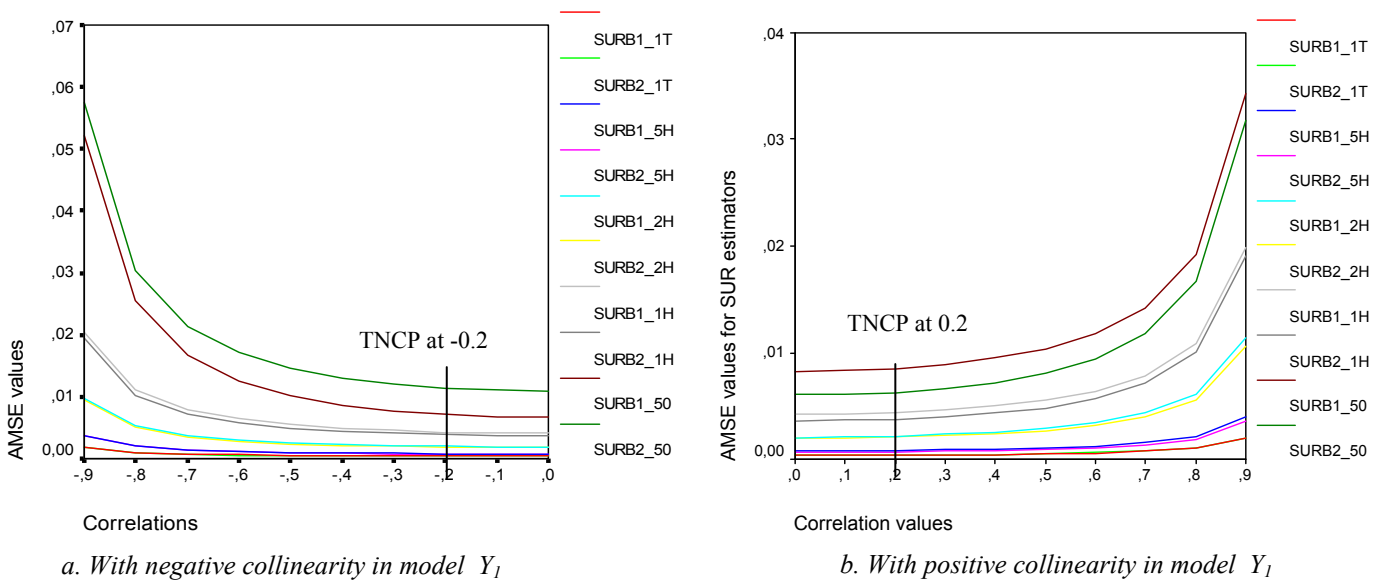 AMSE values
,07
,06
,05
,04
,03
,02
,01
0,00
-,9
-,8
-,7
-,6
-,5
-,4
-,3
-,2
-,1
,0
Correlations
TNCP at -0.2
SURB1_1T
SURB2_1T
SURB1_5H
SURB2_5H
SURB1_2H
SURB2_2H
SURB1_1H
SURB2_1H
SURB1_50
SURB2_50
a. With negative collinearity in model Y1
AMSE values for SUR estimators
,04
,03
,02
,01
0,00
,0
,1
,2
,3
,4
,5
,6
,7
,8
,9
Correlation values
TNCP at 0.2
SURB1_1T
SURB2_1T
SURB1_5H
SURB2_5H
SURB1_2H
SURB2_2H
SURB1_1H
SURB2_1H
SURB1_50
SURB2_50
b. With positive collinearity in model Y1